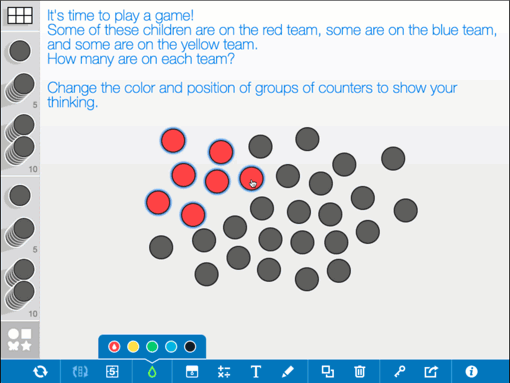 It's time to play a game!
Some of these children are on the red team, some are on the blue team,
and some are on the yellow team.
How many are on each team?
Change the color and position of groups of counters to show your
thinking.
5
10
5
10
T
i